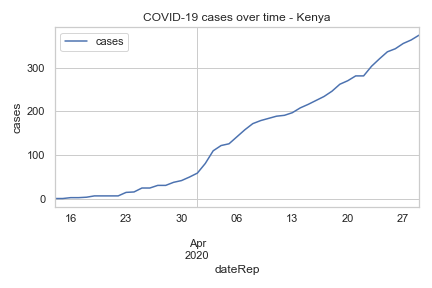 COVID-19 cases over time - Kenya
cases
cases
300
200
100
0
16 23 30 06 13 20 27
Apr
2020
dateRep